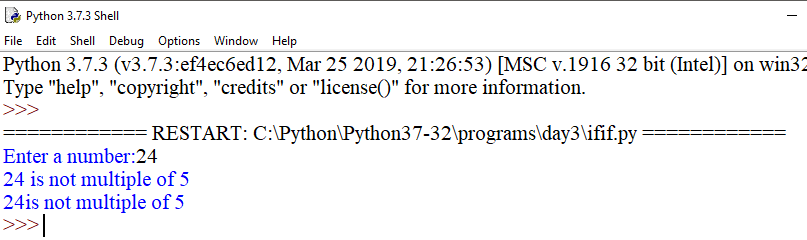 Python 3.7.3 Shell
File Edit Shell Debug Options Window Help
Python 3.7.3 (v3.7.3:ef4ec6ed12, Mar 25 2019, 21:26:53) [MSC v.1916 32 bit (Intel)] on win32
Type "help", "copyright", "credits" or "license()" for more information.
>>>
============ RESTART: C:\Python\Python37-32\programs\day3\ifif.py ============
Enter a number:24
24 is not multiple of 5
24is not multiple of 5
>>>